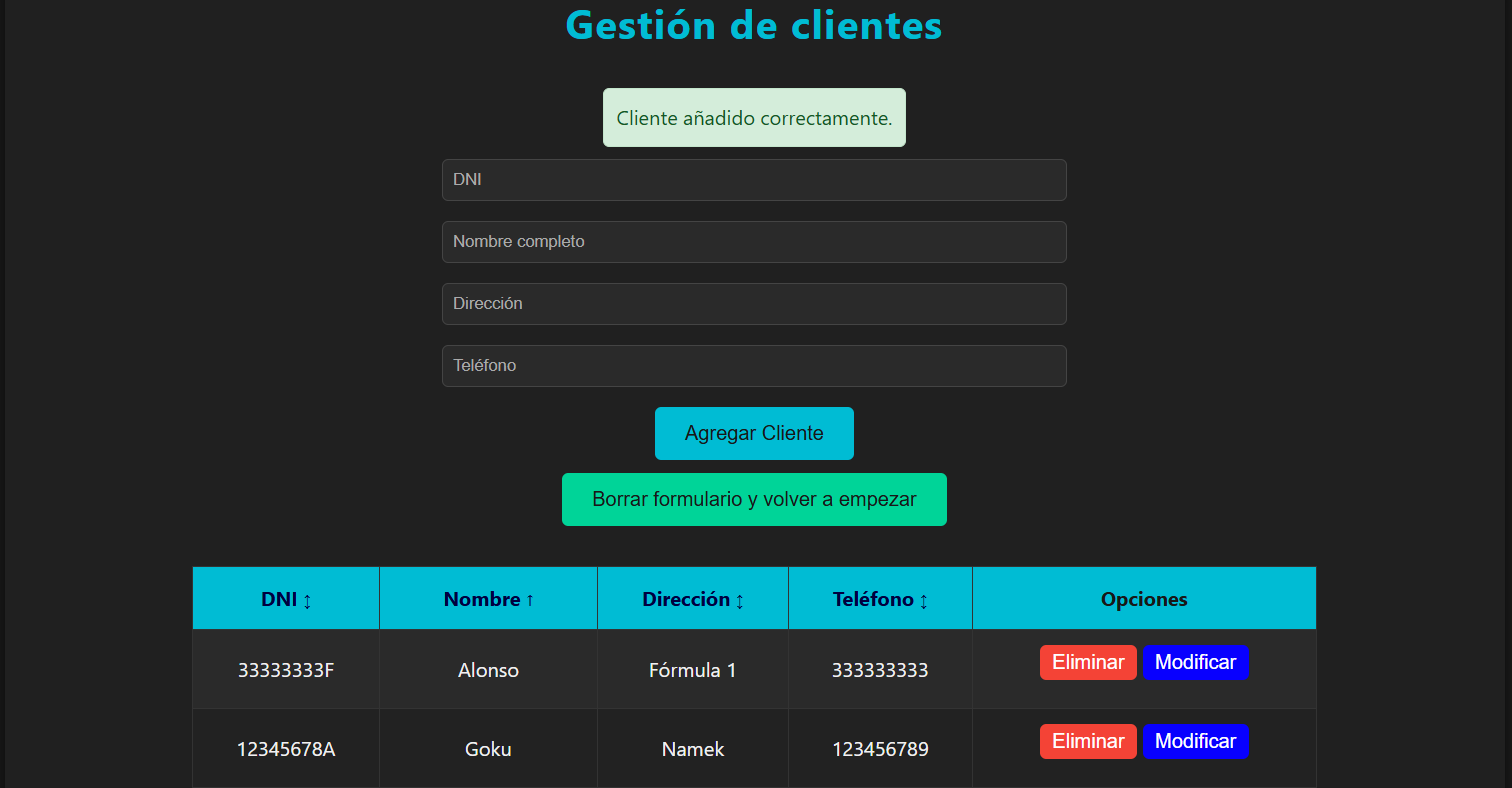 Gestión de clientes
Cliente añadido correctamente.
DNI
Nombre completo
Dirección
Teléfono
Agregar Cliente
Borrar formulario y volver a empezar
DNI ↕ Nombre ↑ Dirección ↕ Teléfono ↕ Opciones
33333333F Alonso Fórmula 1 333333333 Eliminar Modificar
12345678A Goku Namek 123456789 Eliminar Modificar